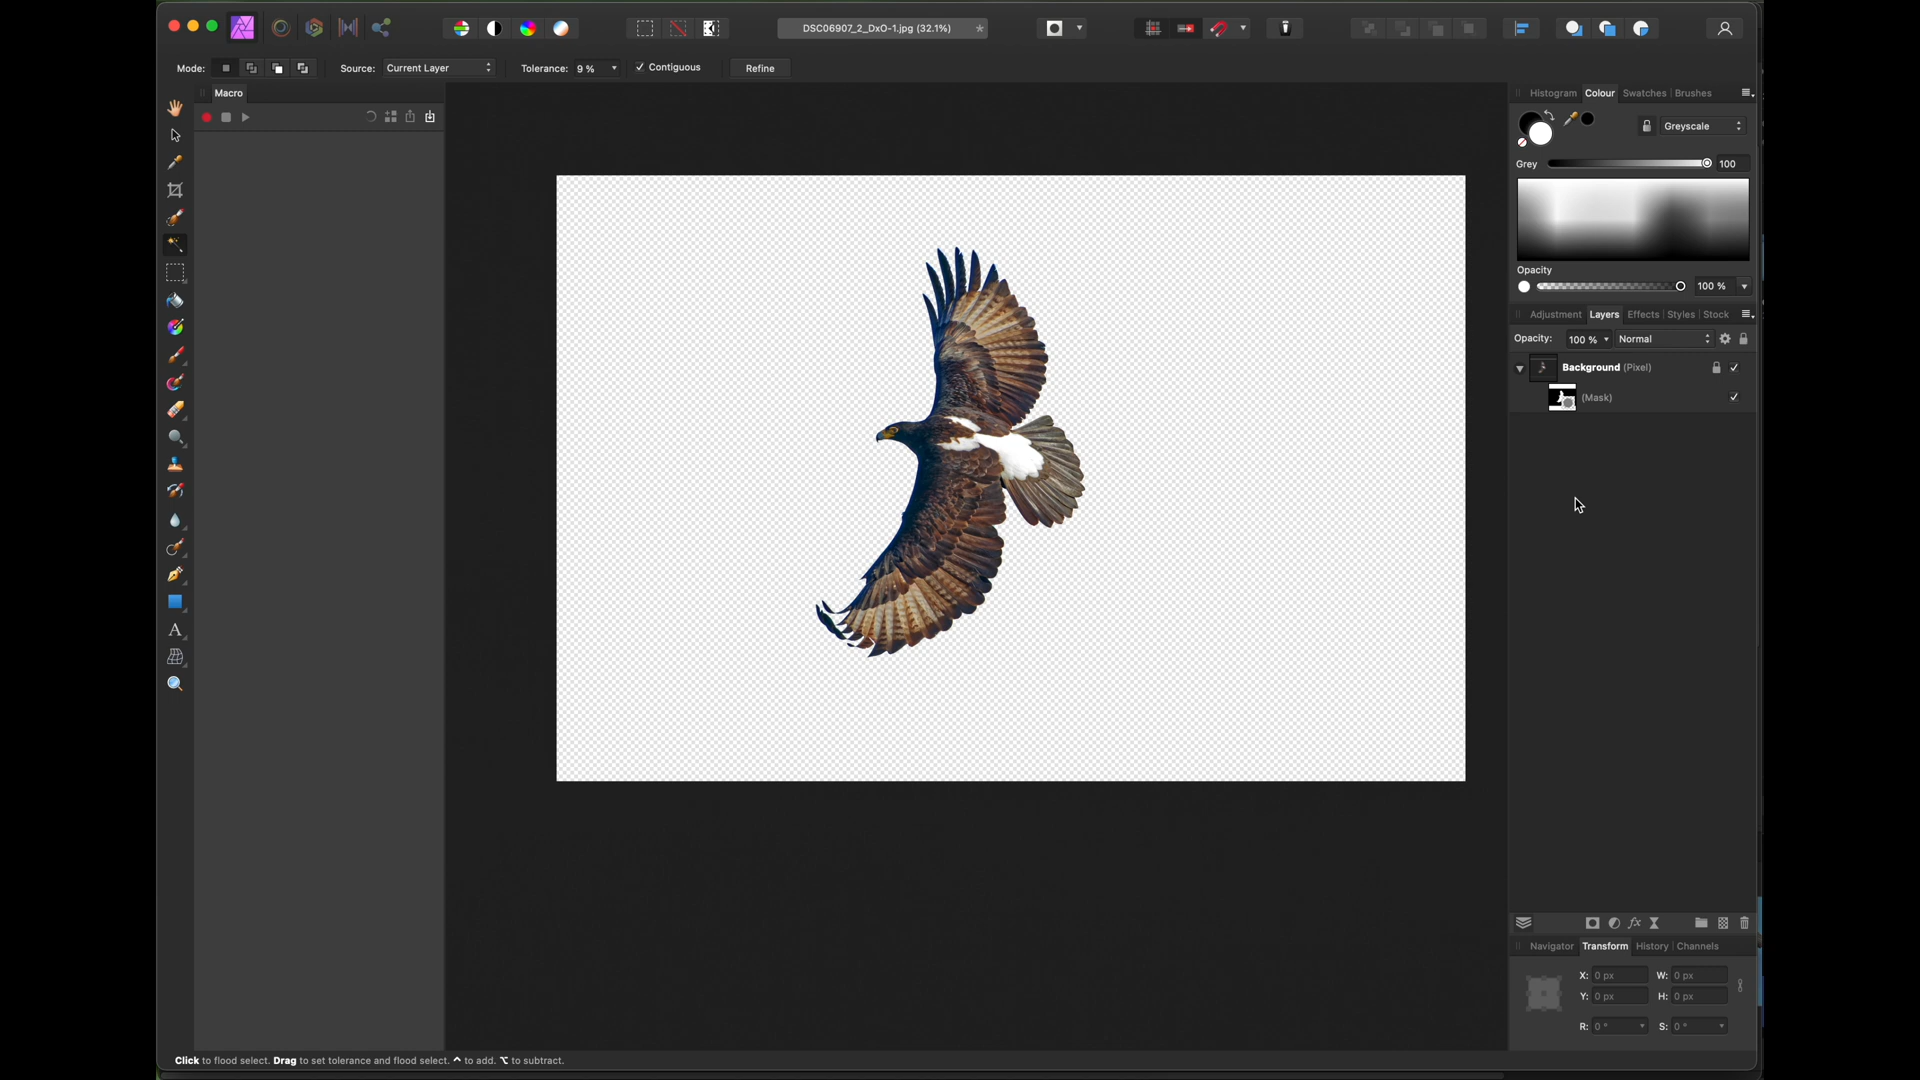 DSC06907_2_DxO-1.jpg (32.1%)
Mode:
Source: Current Layer
Tolerance: 9 %
Contiguous
Refine
Macro
Histogram Colour Swatches Brushes
Greyscale
Grey 100
Opacity
100 %
Adjustment Layers Effects Styles Stock
Opacity: 100 % Normal
Background (Pixel)
(Mask)
Navigator Transform History Channels
X: 0 px W: 0 px
Y: 0 px H: 0 px
R: 0 ° S: 0 °
A
Click to flood select. Drag to set tolerance and flood select. ^ to add. ⌥ to subtract.